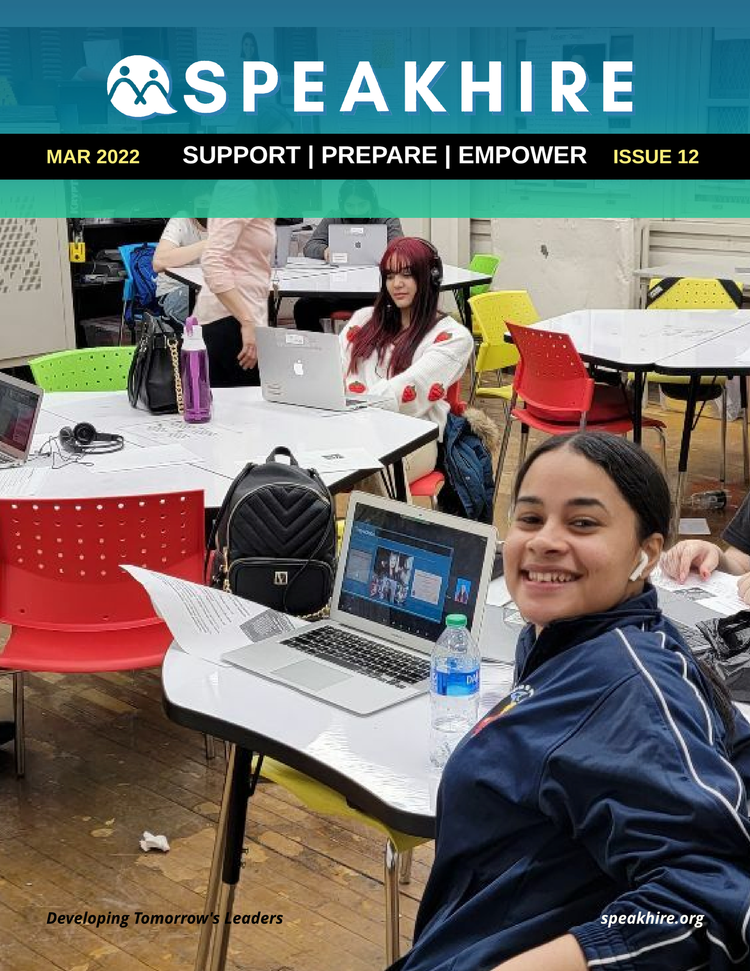 SPEAKHIRE
MAR 2022 SUPPORT | PREPARE | EMPOWER ISSUE 12
Developing Tomorrow's Leaders
speakhire.org